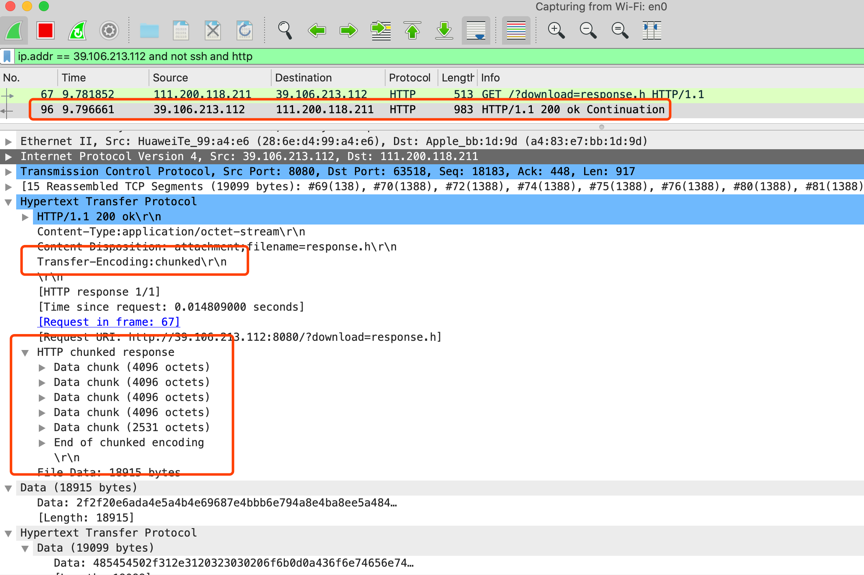 Capturing from Wi-Fi: en0
ip.addr == 39.106.213.112 and not ssh and http
No. Time Source Destination Protocol Length Info
67 9.781852 111.200.118.211 39.106.213.112 HTTP 513 GET /?download=response.h HTTP/1.1
96 9.796661 39.106.213.112 111.200.118.211 HTTP 983 HTTP/1.1 200 ok Continuation
Ethernet II, Src: HuaweiTe_99:a4:e6 (28:6e:d4:99:a4:e6), Dst: Apple_bb:1d:9d (a4:83:e7:bb:1d:9d)
Internet Protocol Version 4, Src: 39.106.213.112, Dst: 111.200.118.211
Transmission Control Protocol, Src Port: 8080, Dst Port: 63518, Seq: 18183, Ack: 448, Len: 917
[15 Reassembled TCP Segments (19099 bytes): #69(138), #70(1388), #72(1388), #74(1388), #75(1388), #76(1388), #80(1388), #81(1388)
Hypertext Transfer Protocol
HTTP/1.1 200 ok\r\n
Content-Type:application/octet-stream\r\n
Content-Disposition: attachment;filename=response.h\r\n
Transfer-Encoding:chunked\r\n
\r\n
[HTTP response 1/1]
[Time since request: 0.014809000 seconds]
[Request in frame: 67]
[Request URI: http://39.106.213.112:8080/?download=response.h]
HTTP chunked response
Data chunk (4096 octets)
Data chunk (4096 octets)
Data chunk (4096 octets)
Data chunk (4096 octets)
Data chunk (2531 octets)
End of chunked encoding
\r\n
File Data: 18915 bytes
Data (18915 bytes)
Data: 2f2f20e6ada4e5a4b4e69687e4bbb6e794a8e4ba8ee5a484…
[Length: 18915]
Hypertext Transfer Protocol
Data (19099 bytes)
Data: 485454502f312e3120323030206f6b0d0a436f6e74656e74…